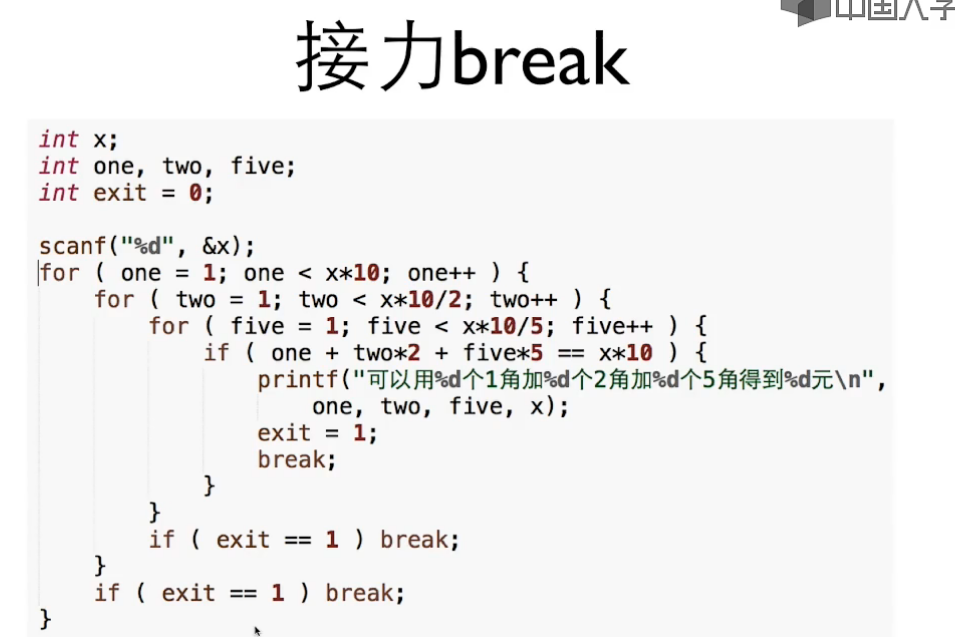 中国大学
接力break
int x;
int one, two, five;
int exit = 0;
scanf("%d", &x);
for ( one = 1; one < x*10; one++ ) {
for ( two = 1; two < x*10/2; two++ ) {
for ( five = 1; five < x*10/5; five++ ) {
if ( one + two*2 + five*5 == x*10 ) {
printf("可以用%d个1角加%d个2角加%d个5角得到%d元\n",
one, two, five, x);
exit = 1;
break;
}
}
if ( exit == 1 ) break;
}
if ( exit == 1 ) break;
}